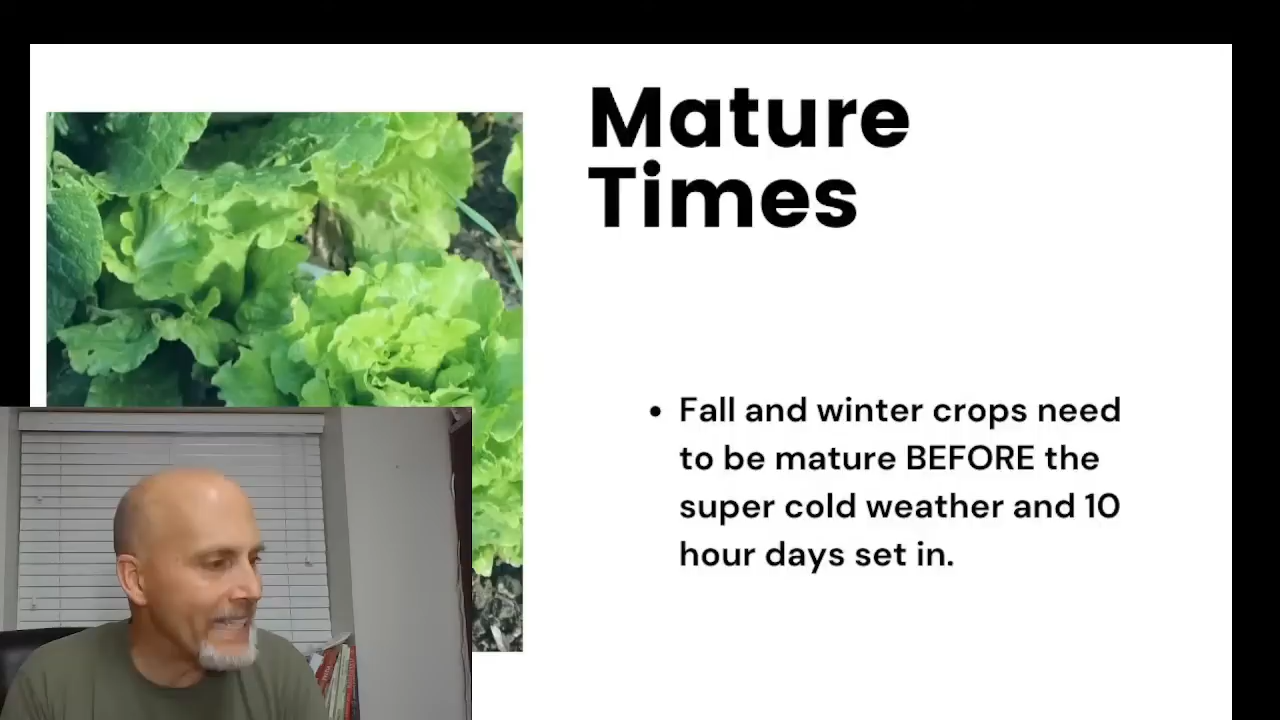 Mature
Times
• Fall and winter crops need
to be mature BEFORE the
super cold weather and 10
hour days set in.